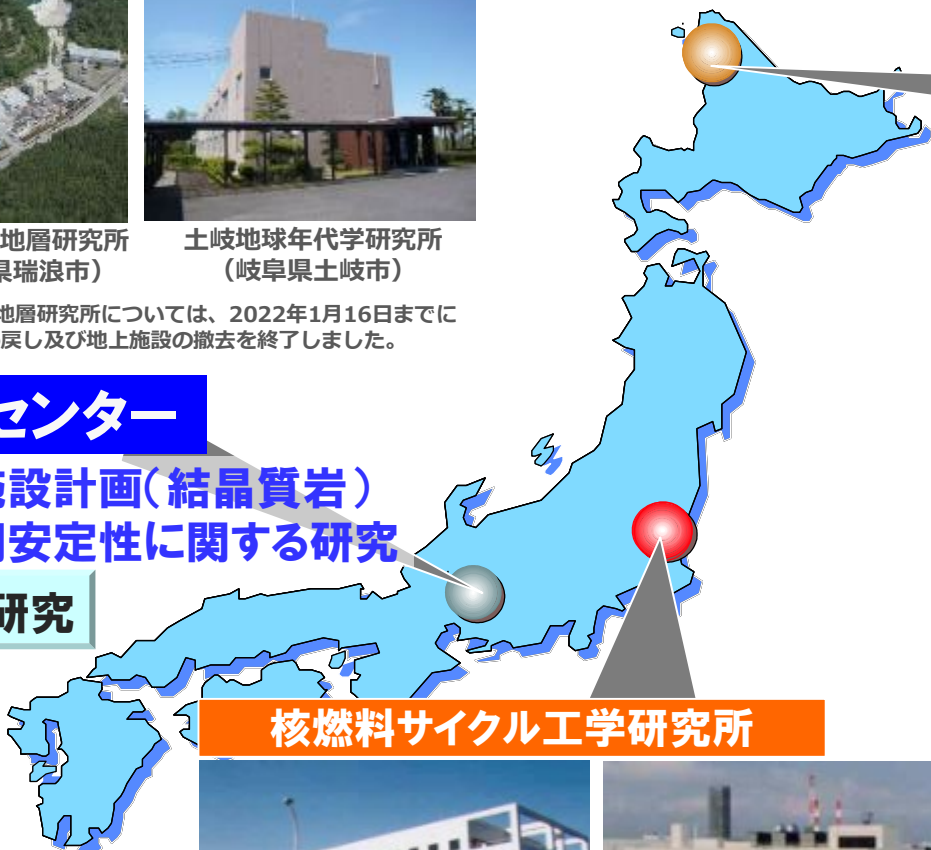 地層研究所
県瑞浪市）
土岐地球年代学研究所
（岐阜県土岐市）
地層研究所については、2022年1月16日までに
戻し及び地上施設の撤去を終了しました。
センター
施設計画（結晶質岩）
安定性に関する研究
研究
核燃料サイクル工学研究所